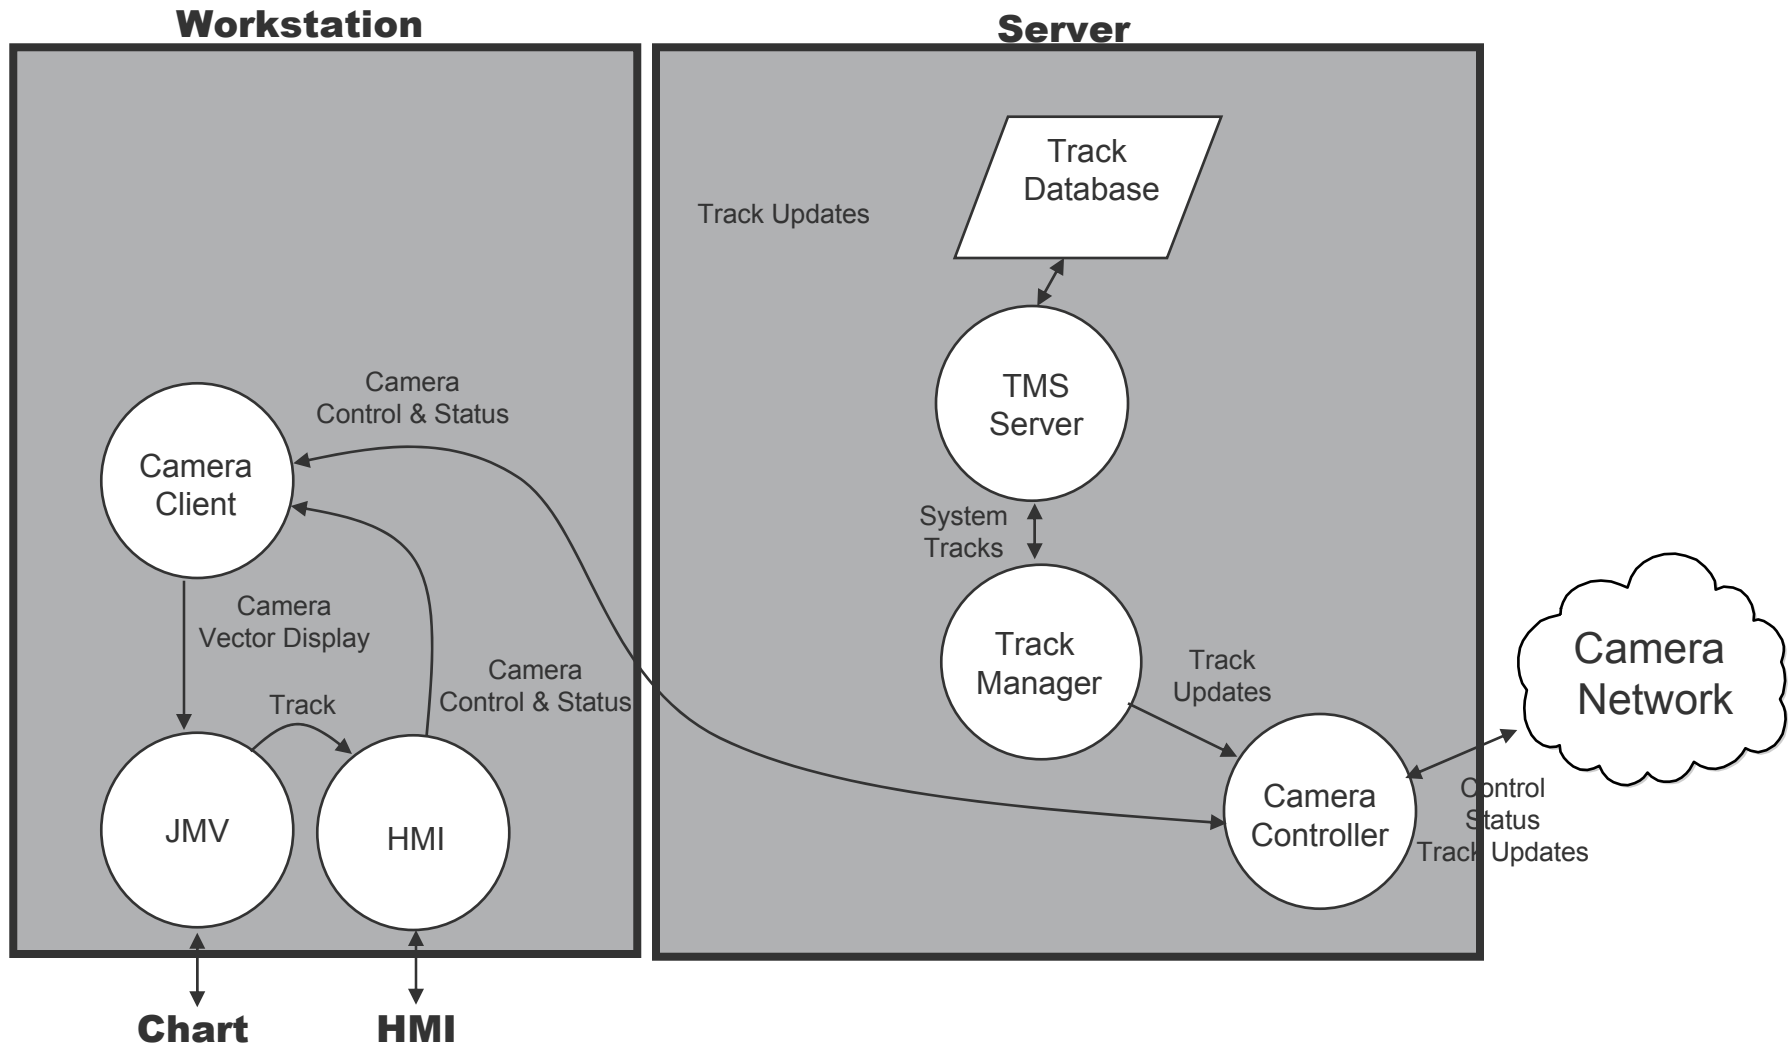 Workstation
Server
Track
Database
Track Updates
TMS
Server
Camera
Control & Status
Camera
Client
System
Tracks
Camera
Vector Display
Track
Manager
Track
Updates
Camera
Network
Camera
Control & Status
Track
JMV
HMI
Camera
Controller
Control
Status
Track Updates
Chart
HMI